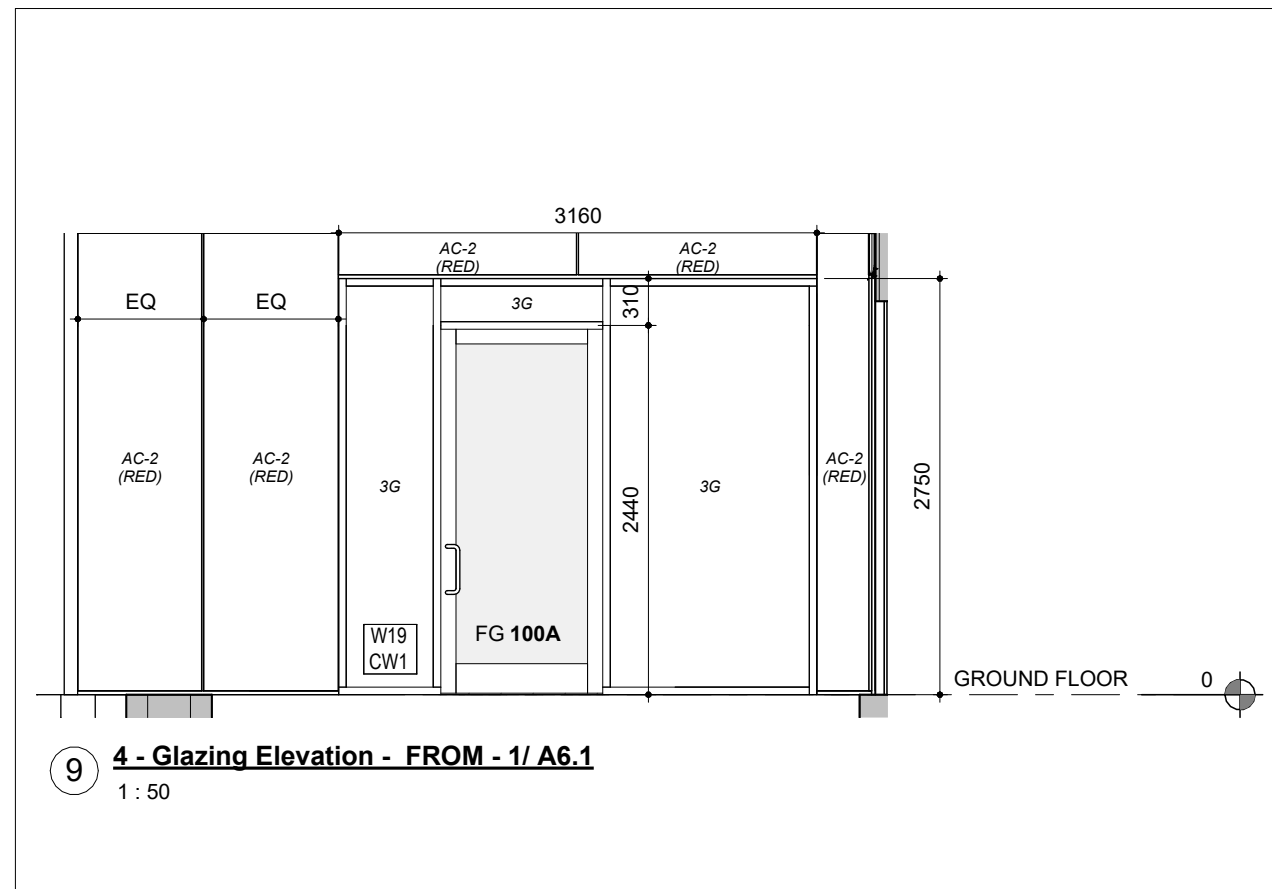 3160
AC-2
(RED)
AC-2
(RED)
EQ
EQ
3G
310
AC-2
(RED)
AC-2
(RED)
3G
2440
3G
AC-2
(RED)
2750
W19
CW1
FG 100A
GROUND FLOOR
0
9
4 - Glazing Elevation - FROM - 1/ A6.1
1 : 50